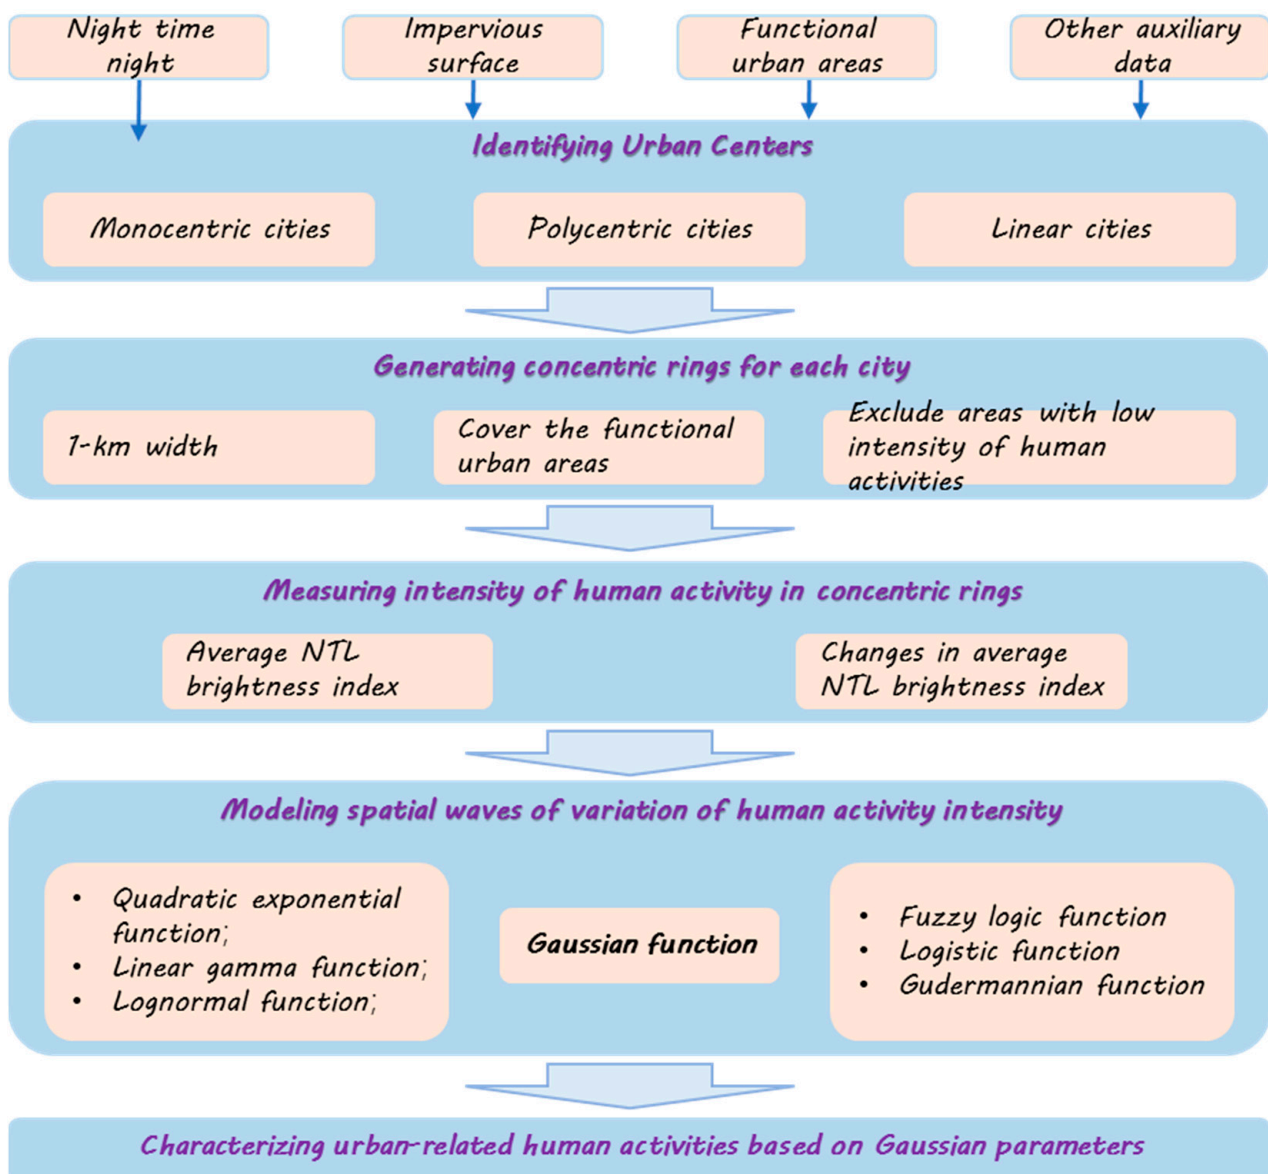 Night time
night
Impervious
surface
Functional
urban areas
Other auxiliary
data
Identifying Urban Centers
Monocentric cities
Polycentric cities
Linear cities
Generating concentric rings for each city
1-km width
Cover the functional
urban areas
Exclude areas with low
intensity of human
activities
Measuring intensity of human activity in concentric rings
Average NTL
brightness index
Changes in average
NTL brightness index
Modeling spatial waves of variation of human activity intensity
• Quadratic exponential
function;
• Linear gamma function;
• Lognormal function;
Gaussian function
• Fuzzy logic function
• Logistic function
• Gudermannian function
Characterizing urban-related human activities based on Gaussian parameters